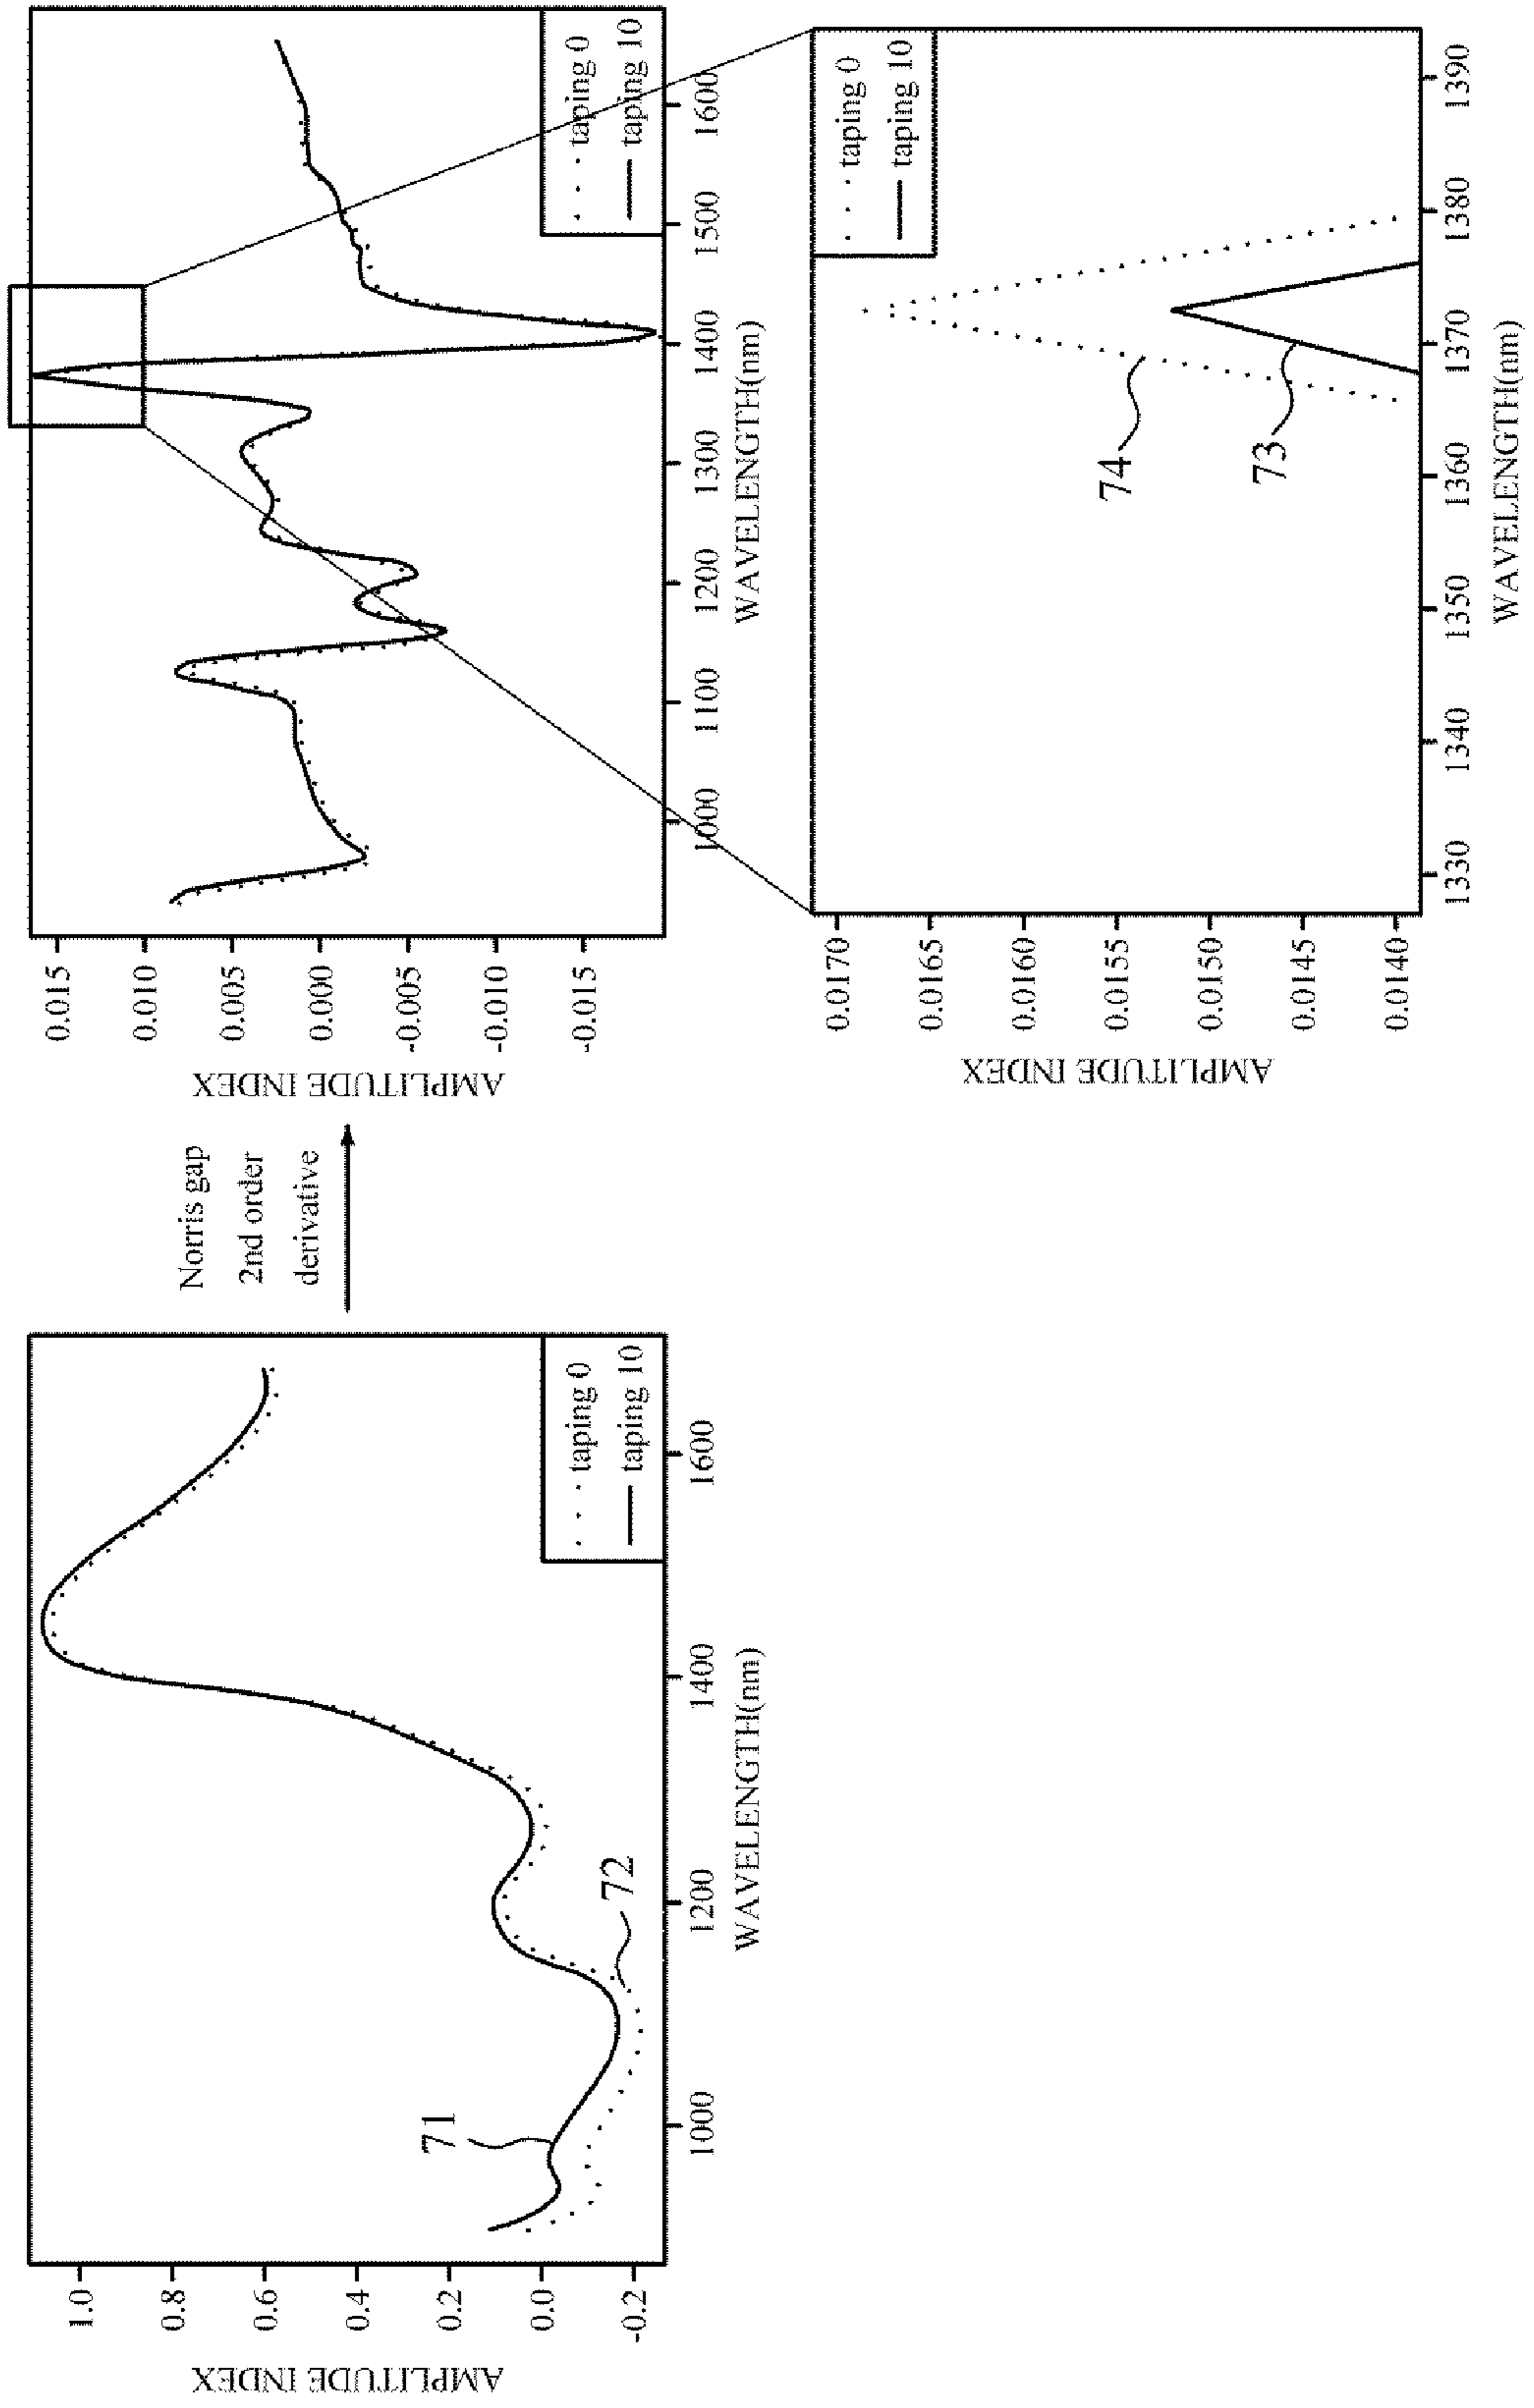 AMPLITUDE INDEX
1.0
0.8
0.6
0.4
0.2
0.0
-0.2
71
72
taping 0
taping 10
1000
1200
1400
1600
WAVELENGTH(nm)
Norris gap
2nd order
derivative
AMPLITUDE INDEX
0.015
0.010
0.005
0.000
-0.005
-0.010
-0.015
taping 0
taping 10
1000
1100
1200
1300
1400
1500
1600
WAVELENGTH(nm)
AMPLITUDE INDEX
0.0170
0.0165
0.0160
0.0155
0.0150
0.0145
0.0140
taping 0
taping 10
74
73
1330
1340
1350
1360
1370
1380
1390
WAVELENGTH(nm)